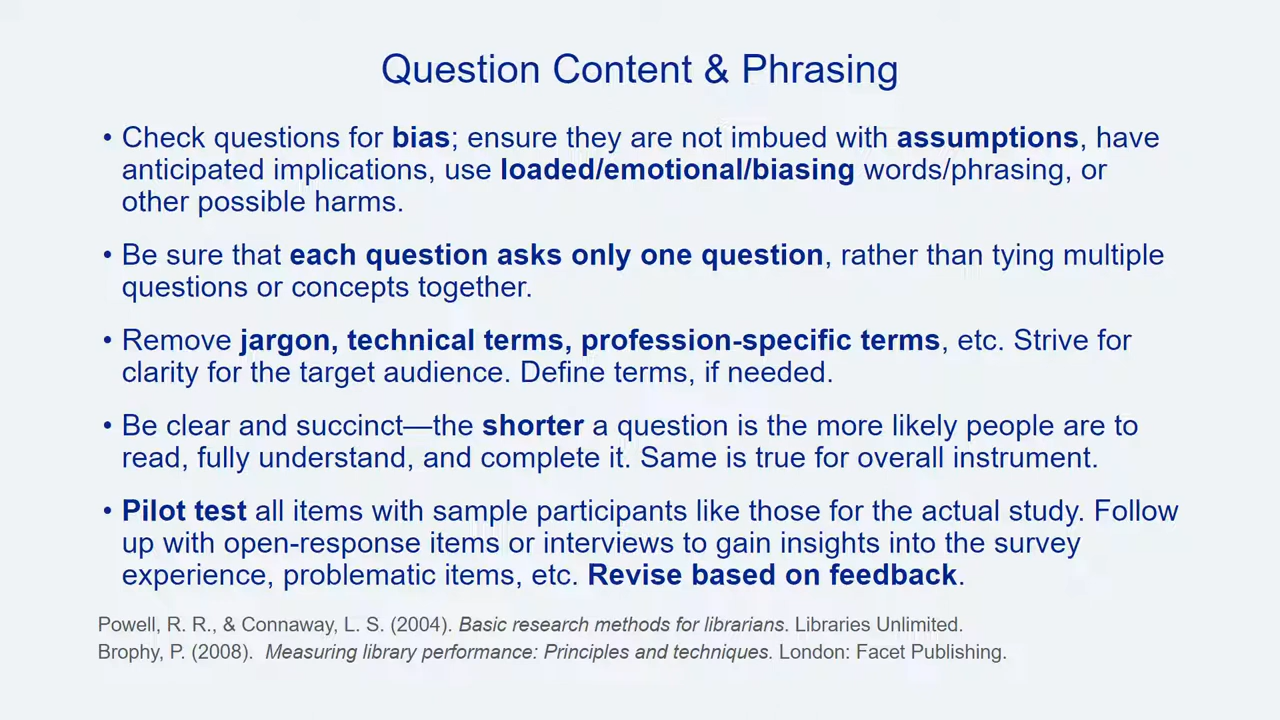 Question Content & Phrasing
• Check questions for bias; ensure they are not imbued with assumptions, have
anticipated implications, use loaded/emotional/biasing words/phrasing, or
other possible harms.
• Be sure that each question asks only one question, rather than tying multiple
questions or concepts together.
• Remove jargon, technical terms, profession-specific terms, etc. Strive for
clarity for the target audience. Define terms, if needed.
• Be clear and succinct—the shorter a question is the more likely people are to
read, fully understand, and complete it. Same is true for overall instrument.
• Pilot test all items with sample participants like those for the actual study. Follow
up with open-response items or interviews to gain insights into the survey
experience, problematic items, etc. Revise based on feedback.
Powell, R. R., & Connaway, L. S. (2004). Basic research methods for librarians. Libraries Unlimited.
Brophy, P. (2008). Measuring library performance: Principles and techniques. London: Facet Publishing.